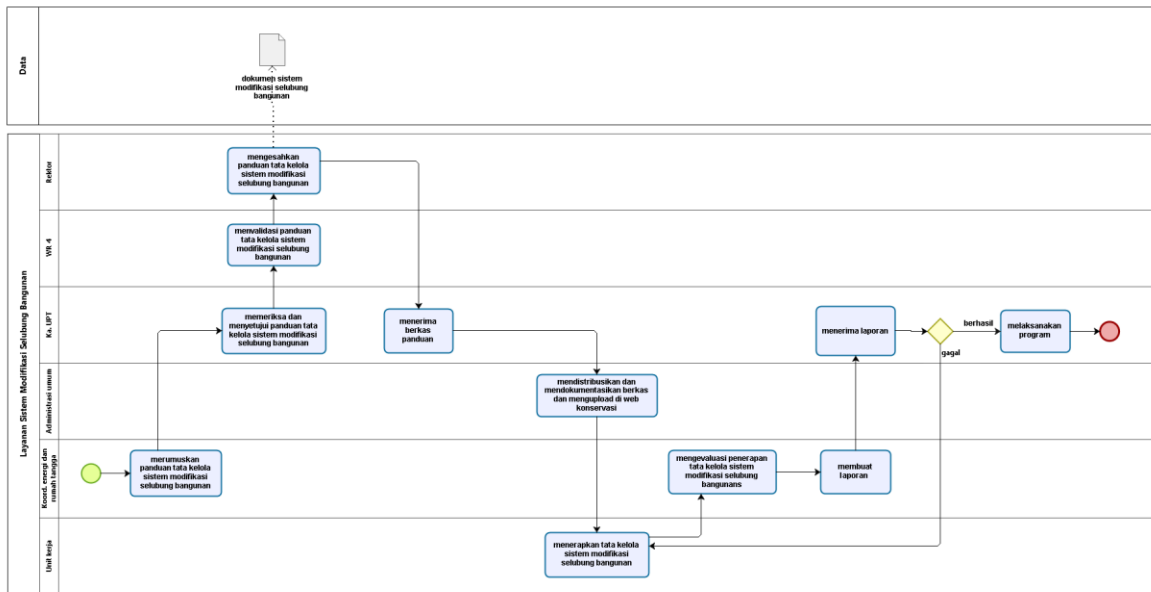 Data
dokumen sistem
modifikasi selubung
bangunan
Layanan Sistem Modifikasi Selubung Bangunan
Rektor
mengesahkan
panduan tata kelola
sistem modifikasi
selubung bangunan
WR 4
menvalidasi panduan
tata kelola sistem
modifikasi selubung
bangunan
Ka. UPT
memeriksa dan
menyetujui panduan tata
kelola sistem modifikasi
selubung bangunan
menerima
berkas
panduan
menerima laporan
berhasil
gagal
melaksanakan
program
Administrasi umum
mendistribusikan dan
mendokumentasikan berkas
dan mengupload di web
konservasi
Koord. energi dan
rumah tangga
merumuskan
panduan tata kelola
sistem modifikasi
selubung bangunan
mengevaluasi penerapan
tata kelola sistem
modifikasi selubung
bangunans
membuat
laporan
Unit kerja
menerapkan tata kelola
sistem modifikasi
selubung bangunan